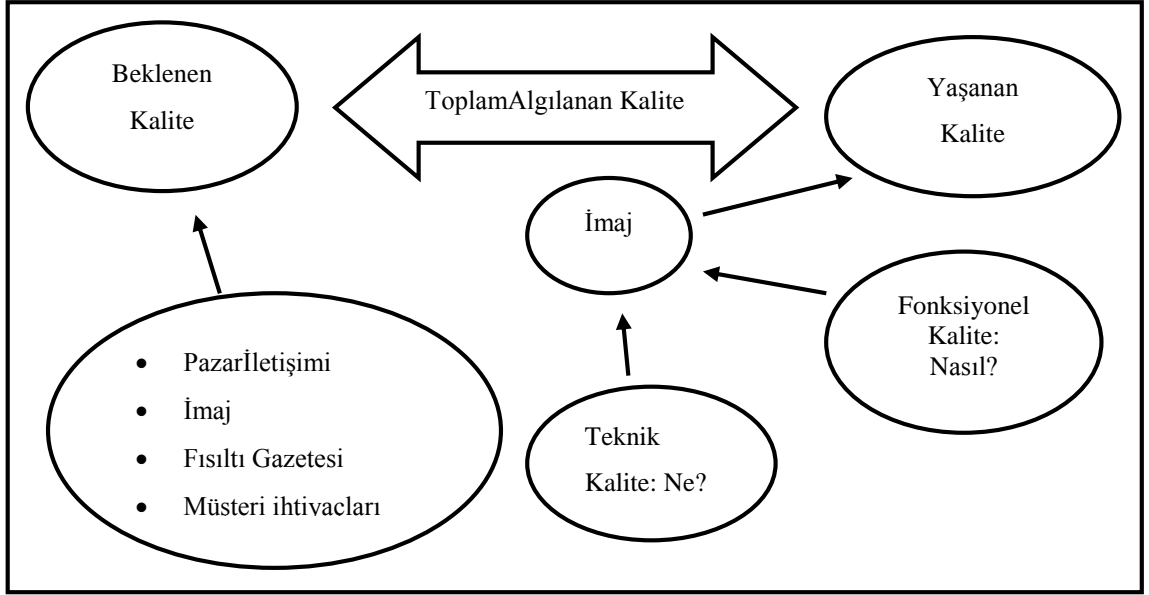 Beklenen
Kalite
ToplamAlgılanan Kalite
Yaşanan
Kalite
İmaj
Fonksiyonel
Kalite:
Nasıl?
• Pazarİletişimi
• İmaj
• Fısıltı Gazetesi
• Müsteri ihtivacları
Teknik
Kalite: Ne?